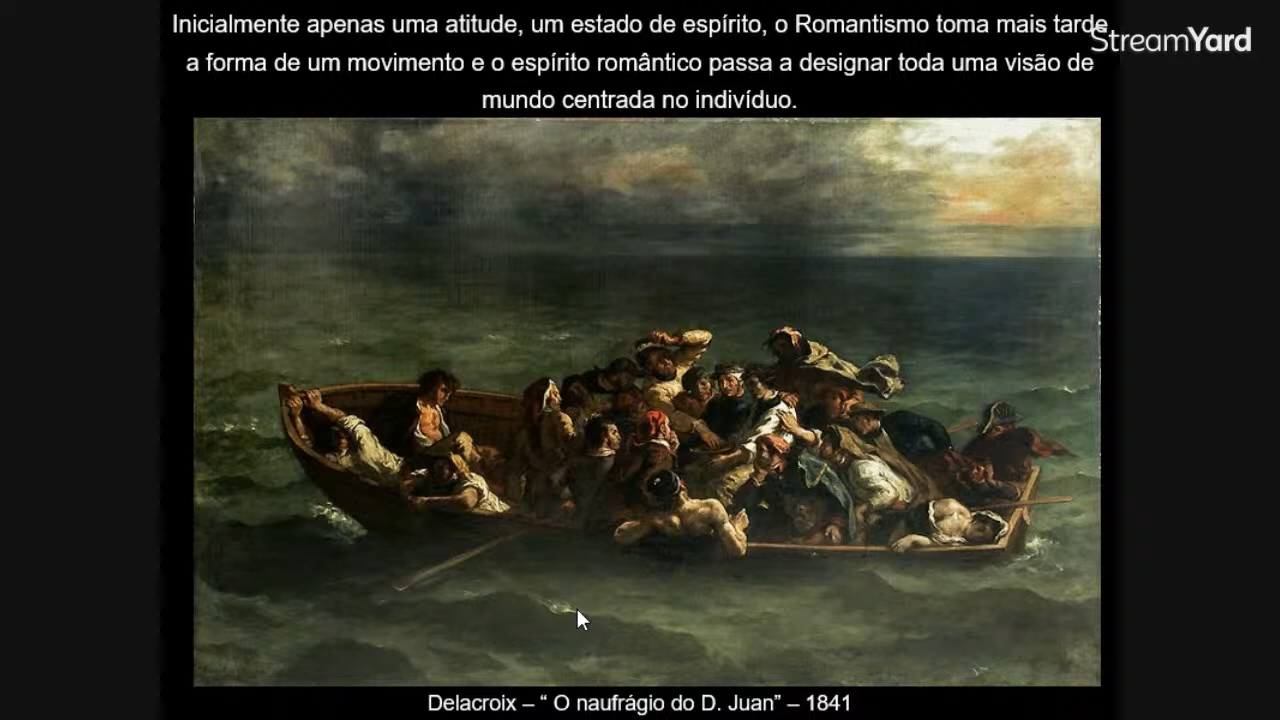 Inicialmente apenas uma atitude, um estado de espírito, o Romantismo toma mais tarde
StreamYard
a forma de um movimento e o espírito romântico passa a designar toda uma visão de
mundo centrada no indivíduo.
Delacroix – “ O naufrágio do D. Juan” – 1841